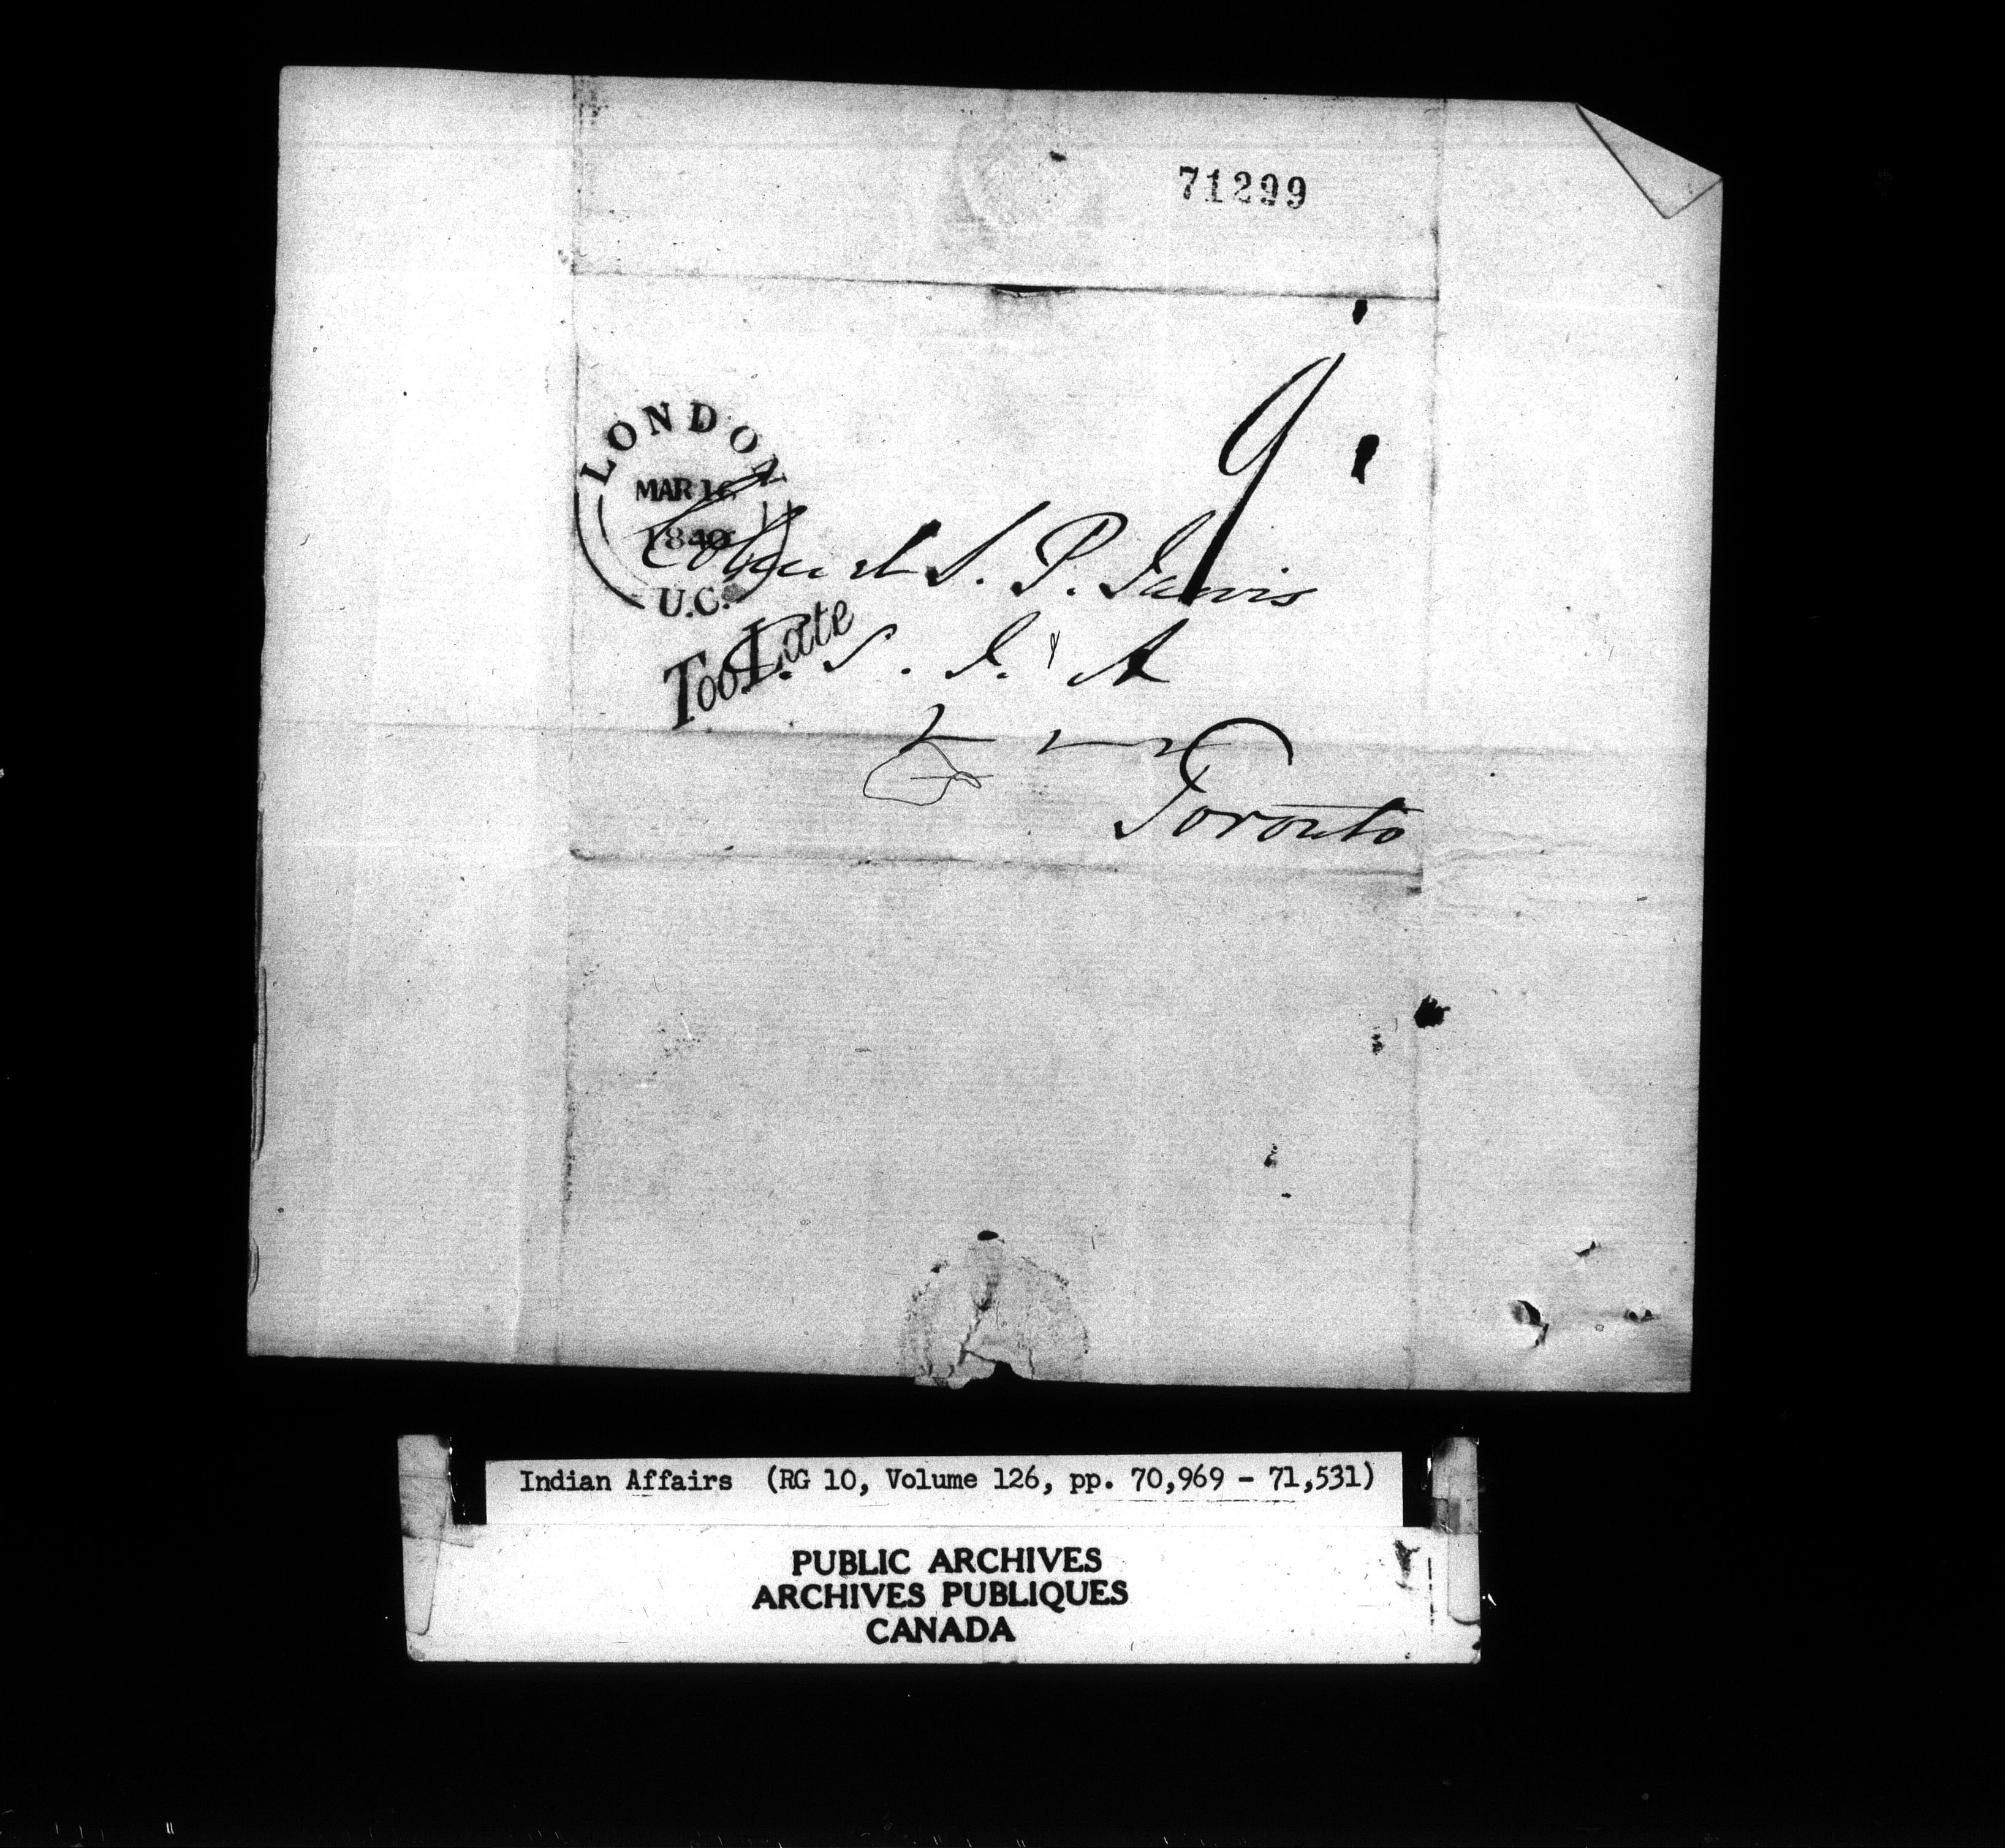 71299
9
LONDON
MAR 16
1840
U.C.
Colonel S. P. Jarvis
Too Late
S. I. A
Toronto
Indian Affairs (RG 10, Volume 126, pp. 70,969 - 71,531)
PUBLIC ARCHIVES
ARCHIVES PUBLIQUES
CANADA